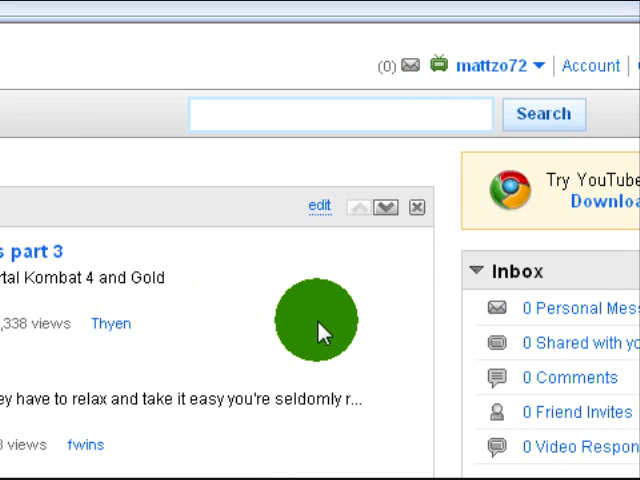 (0) mattzo72 Account
Search
Try YouTube
edit
s part 3
rtal Kombat 4 and Gold
,338 views Thyen
ey have to relax and take it easy you're seldomly r...
views fwins
Inbox
0 Personal Mes
0 Shared with yo
0 Comments
0 Friend Invites
0 Video Respon